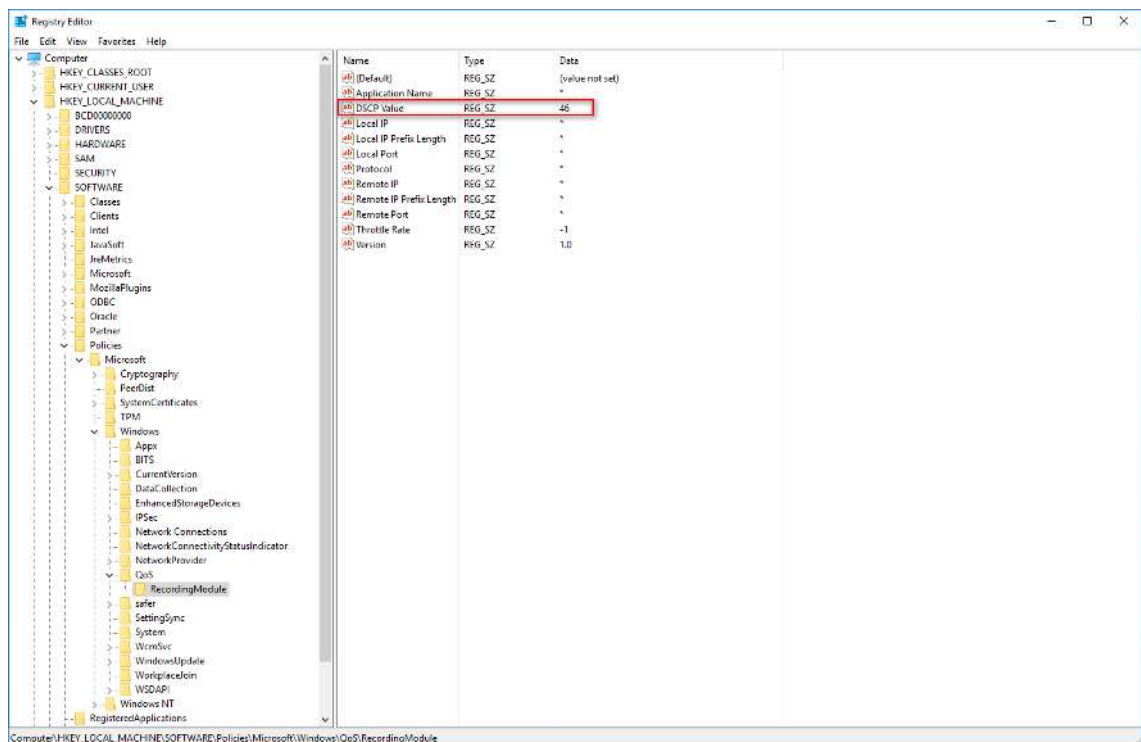 Registry Editor
File Edit View Favorites Help
Computer
HKEY_CLASSES_ROOT
HKEY_CURRENT_USER
HKEY_LOCAL_MACHINE
BCD00000000
DRIVERS
HARDWARE
SAM
SECURITY
SOFTWARE
Classes
Clients
Intel
JavaSoft
JreMetrics
Microsoft
MozillaPlugins
ODBC
Oracle
Partner
Policies
Microsoft
Cryptography
PeerDist
SystemCertificates
TPM
Windows
Appx
BITS
CurrentVersion
DataCollection
EnhancedStorageDevices
IPSec
Network Connections
NetworkConnectivityStatusIndicator
NetworkProvider
QoS
RecordingModule
safer
SettingSync
System
WcmSvc
WindowsUpdate
WorkplaceJoin
WSDAPI
Windows NT
RegisteredApplications
Name Type Data
(Default) REG_SZ (value not set)
Application Name REG_SZ *
DSCP Value REG_SZ 46
Local IP REG_SZ *
Local IP Prefix Length REG_SZ *
Local Port REG_SZ *
Protocol REG_SZ *
Remote IP REG_SZ *
Remote IP Prefix Length REG_SZ *
Remote Port REG_SZ *
Throttle Rate REG_SZ -1
Version REG_SZ 1.0
Computer\HKEY_LOCAL_MACHINE\SOFTWARE\Policies\Microsoft\Windows\QoS\RecordingModule